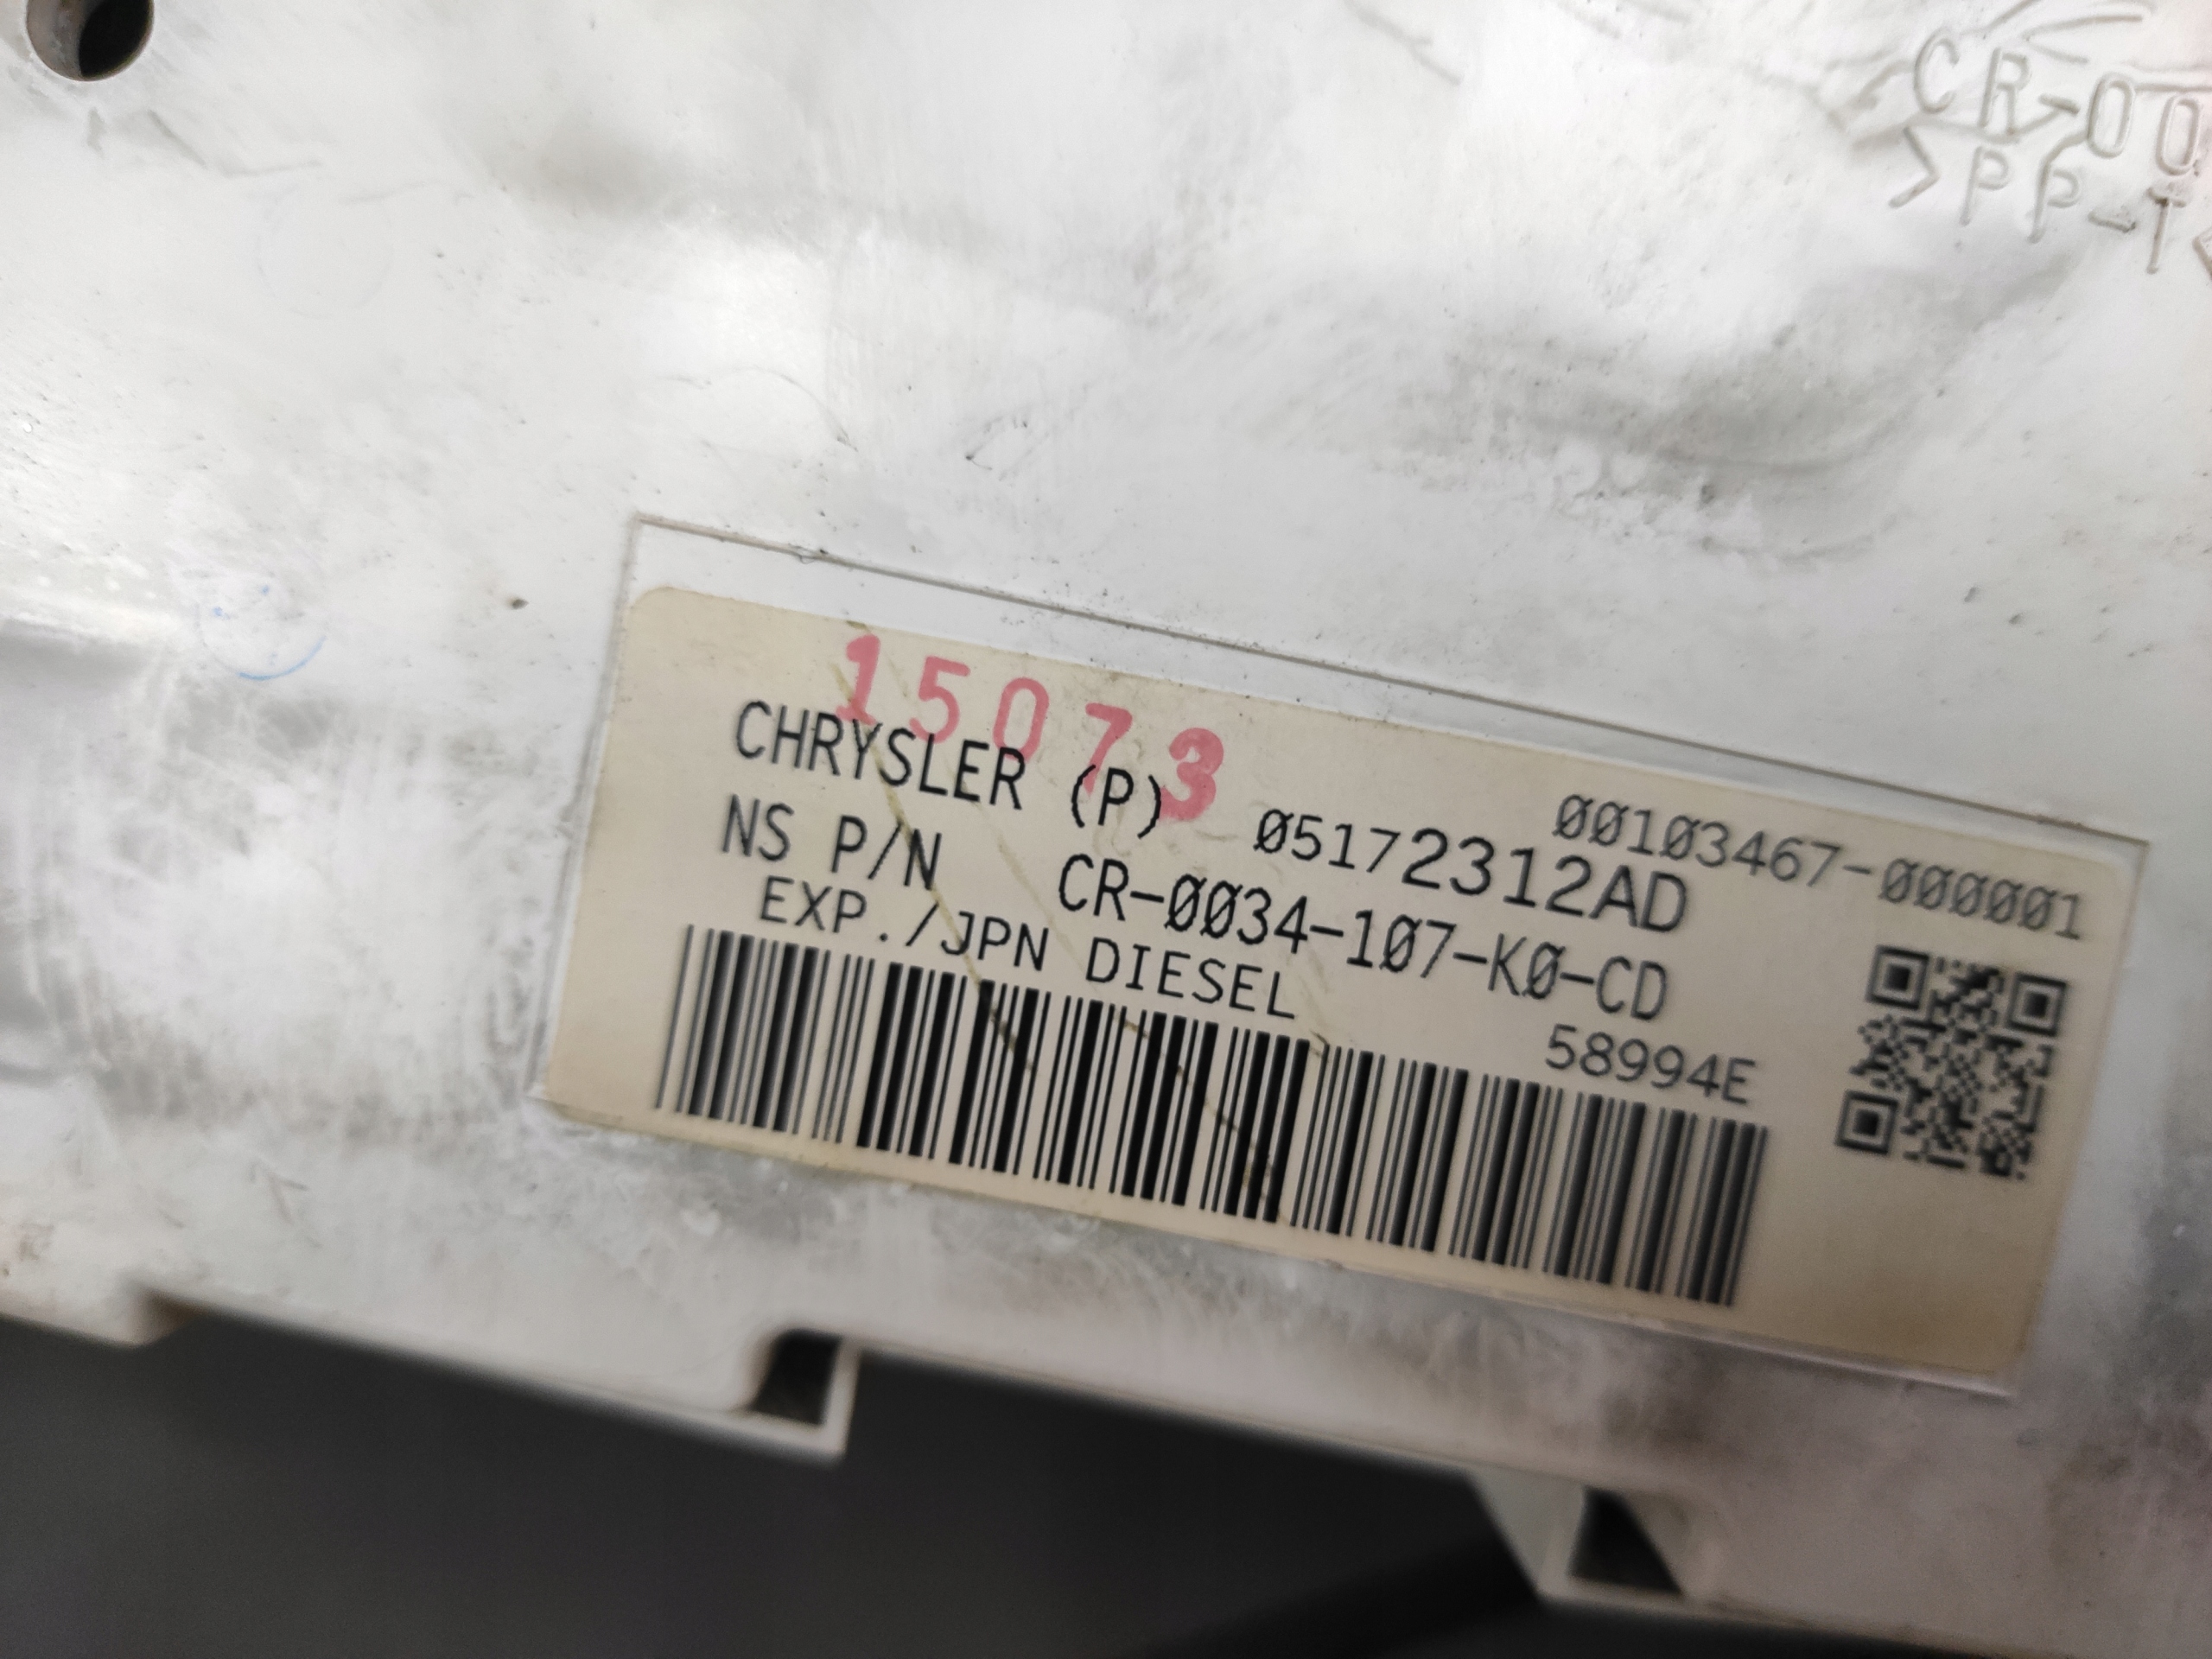 CR-00
>PP-T
15073
00103467-000001
CHRYSLER (P) 05172312AD
NS P/N CR-0034-107-K0-CD
EXP./JPN DIESEL
58994E